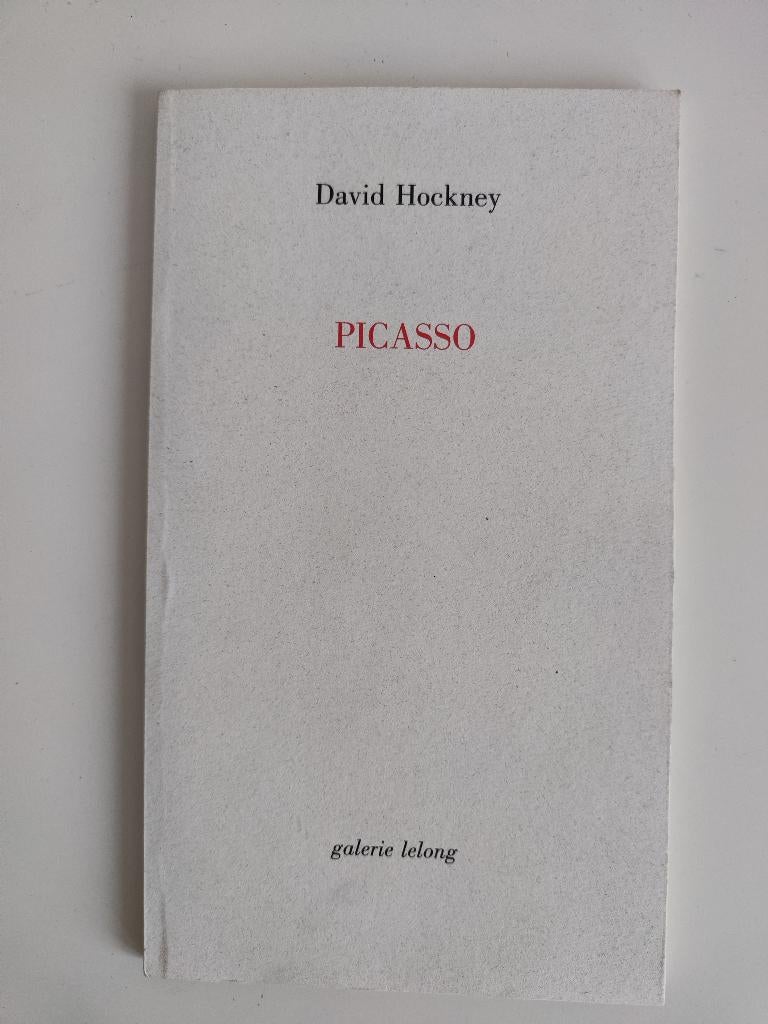 David Hockney
PICASSO
galerie lelong